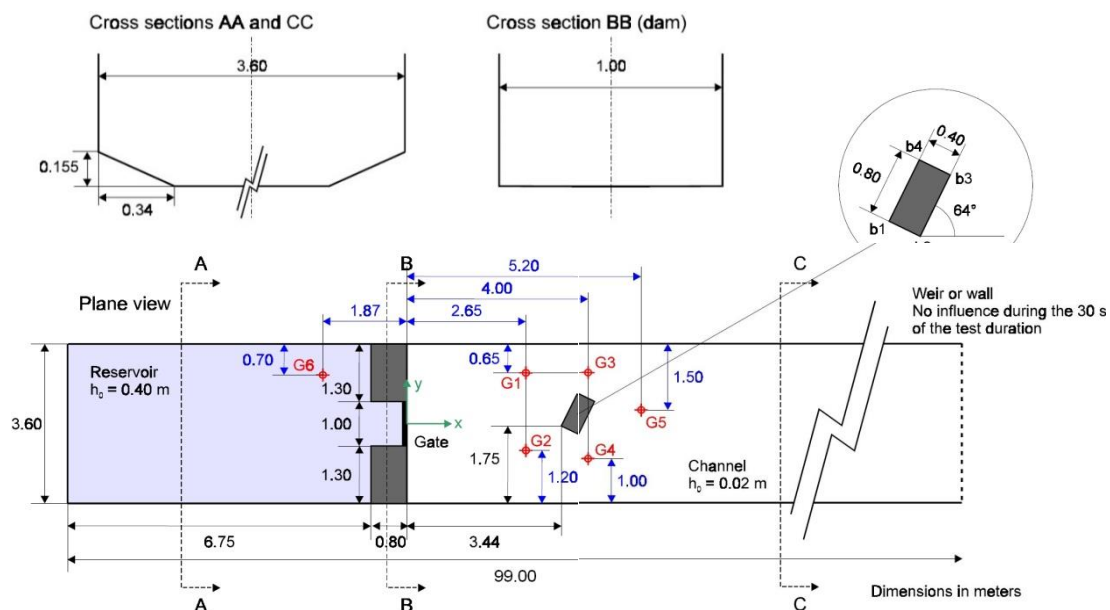 Cross sections AA and CC
Cross section BB (dam)
3.60
1.00
0.155
0.34
b4
0.40
0.80
b3
64°
b1
A
B
C
5.20
4.00
Plane view
1.87
2.65
Weir or wall
No influence during the 30 s
of the test duration
0.70
G6
1.30
0.65
G1
G3
1.50
Reservoir
h₀ = 0.40 m
y
3.60
1.00
x
Gate
G5
1.30
G2
G4
1.75
1.20
1.00
Channel
h₀ = 0.02 m
6.75
0.80
3.44
99.00
A
B
C
Dimensions in meters